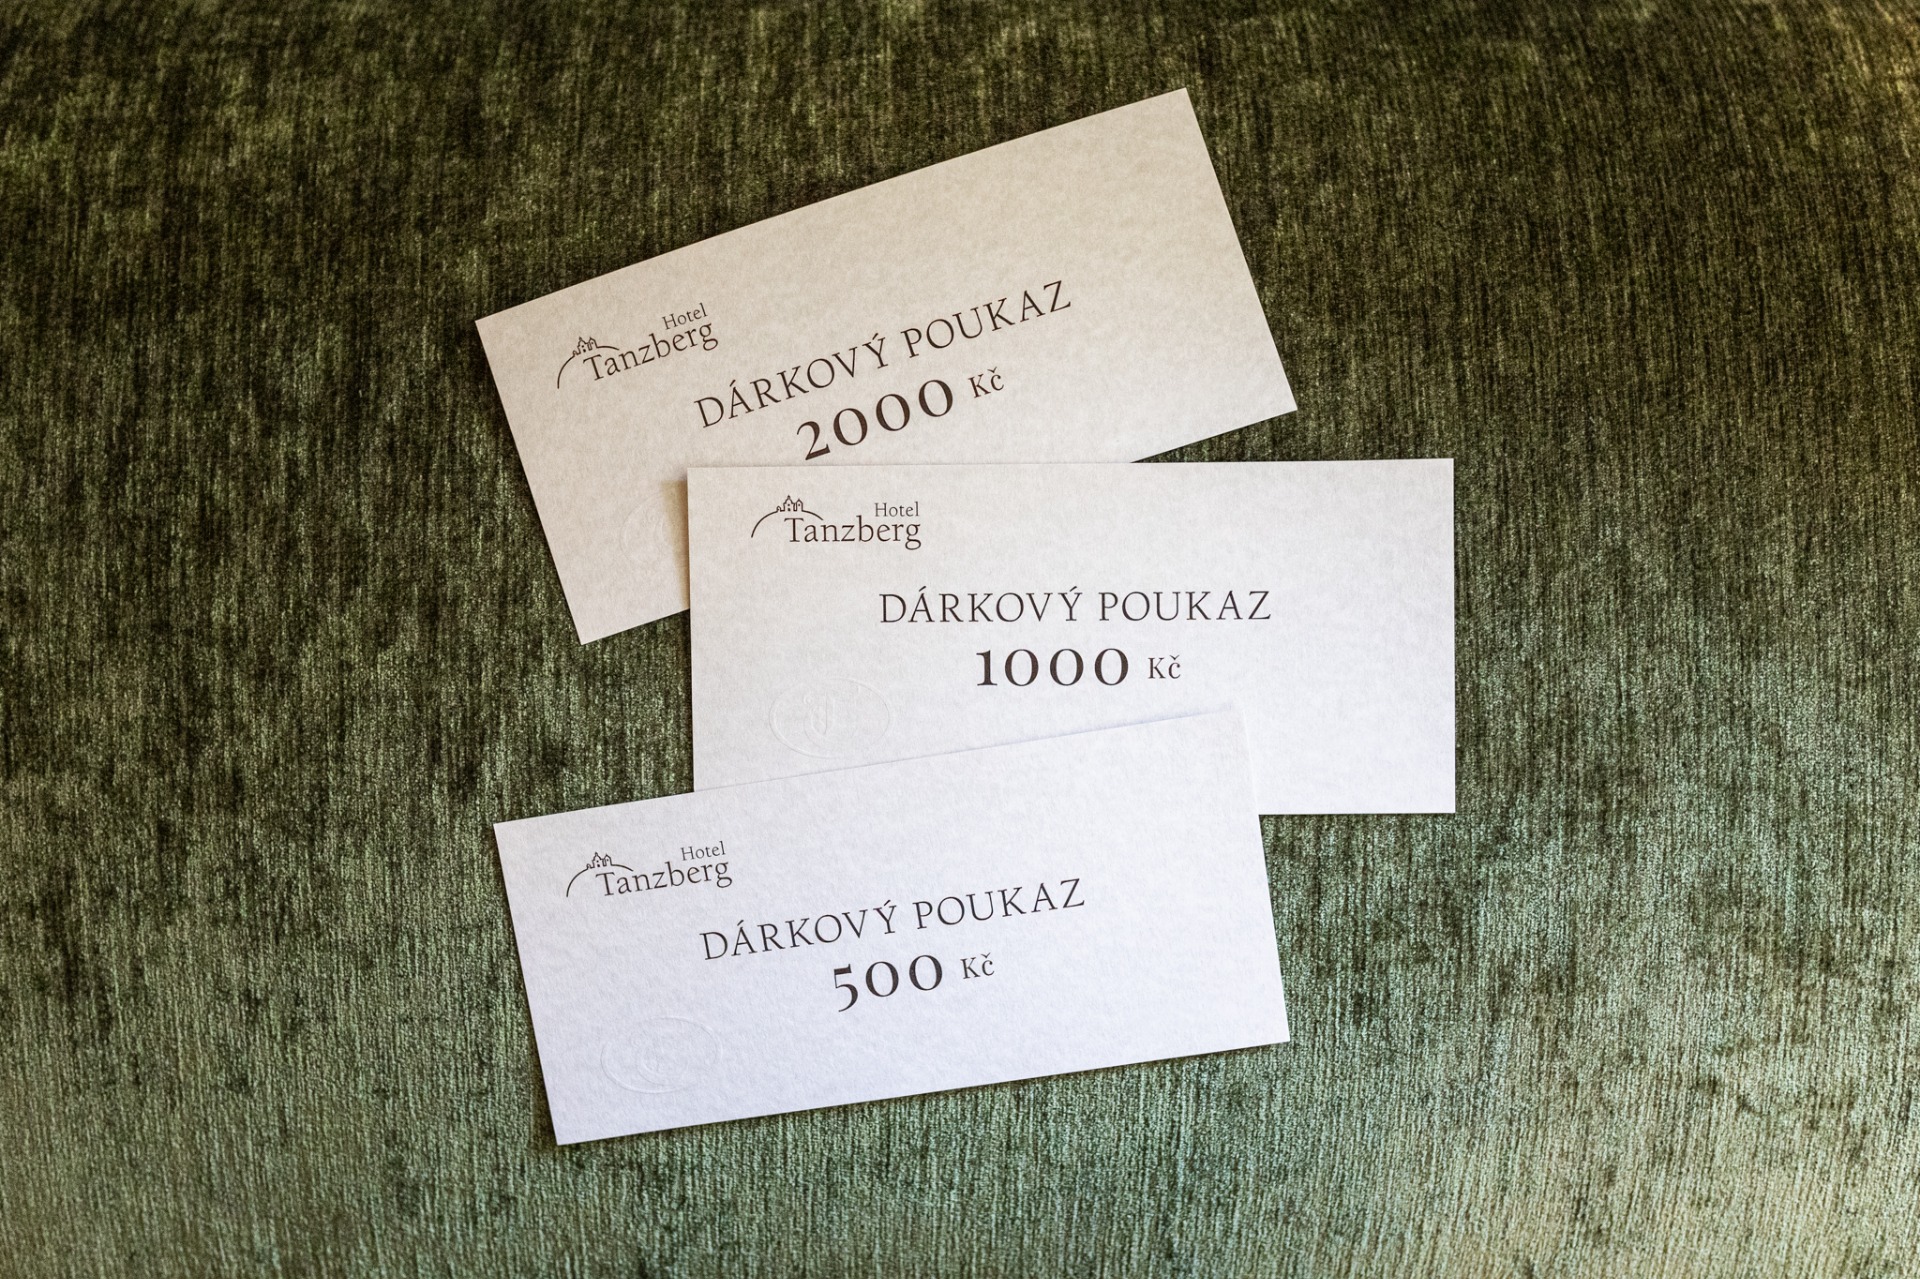 Hotel
Tanzberg
DÁRKOVÝ POUKAZ
2000 Kč
Hotel
Tanzberg
DÁRKOVÝ POUKAZ
1000 Kč
Hotel
Tanzberg
DÁRKOVÝ POUKAZ
500 Kč